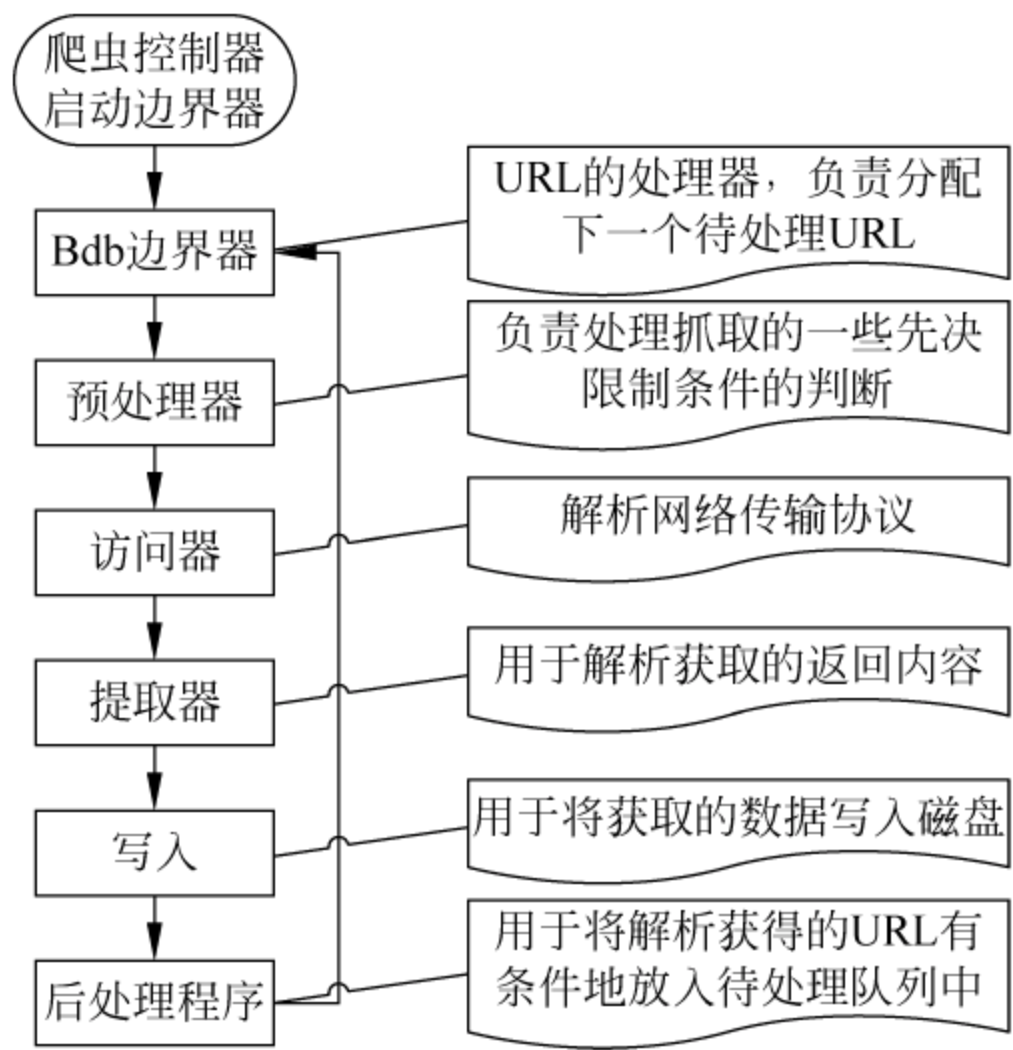 爬虫控制器
启动边界器
URL的处理器，负责分配
下一个待处理URL
Bdb边界器
负责处理抓取的一些先决
限制条件的判断
预处理器
解析网络传输协议
访问器
用于解析获取的返回内容
提取器
用于将获取的数据写入磁盘
写入
用于将解析获得的URL有
条件地放入待处理队列中
后处理程序